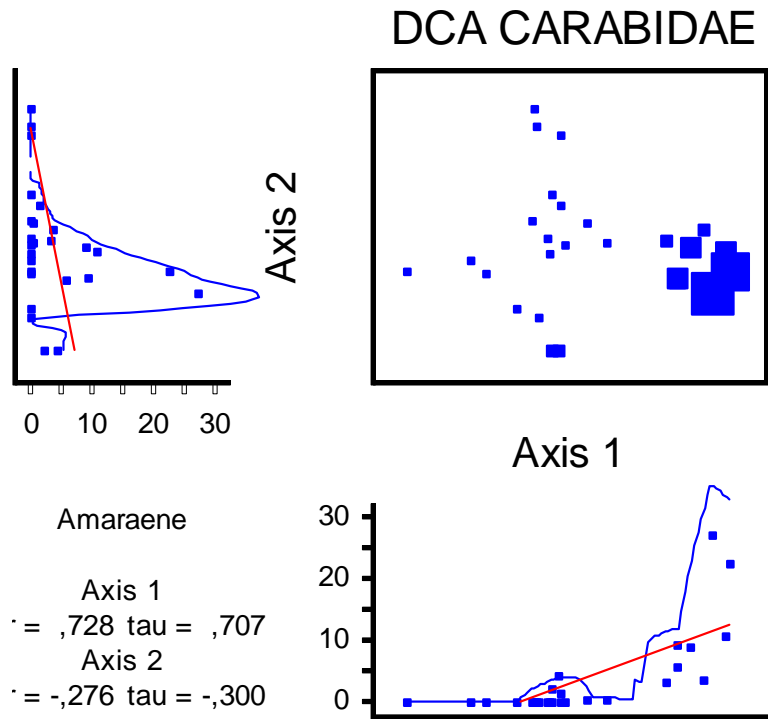 DCA CARABIDAE
Axis 2
0 10 20 30
Axis 1
Amaraene
Axis 1
= ,728 tau = ,707
Axis 2
= -,276 tau = -,300
30
20
10
0